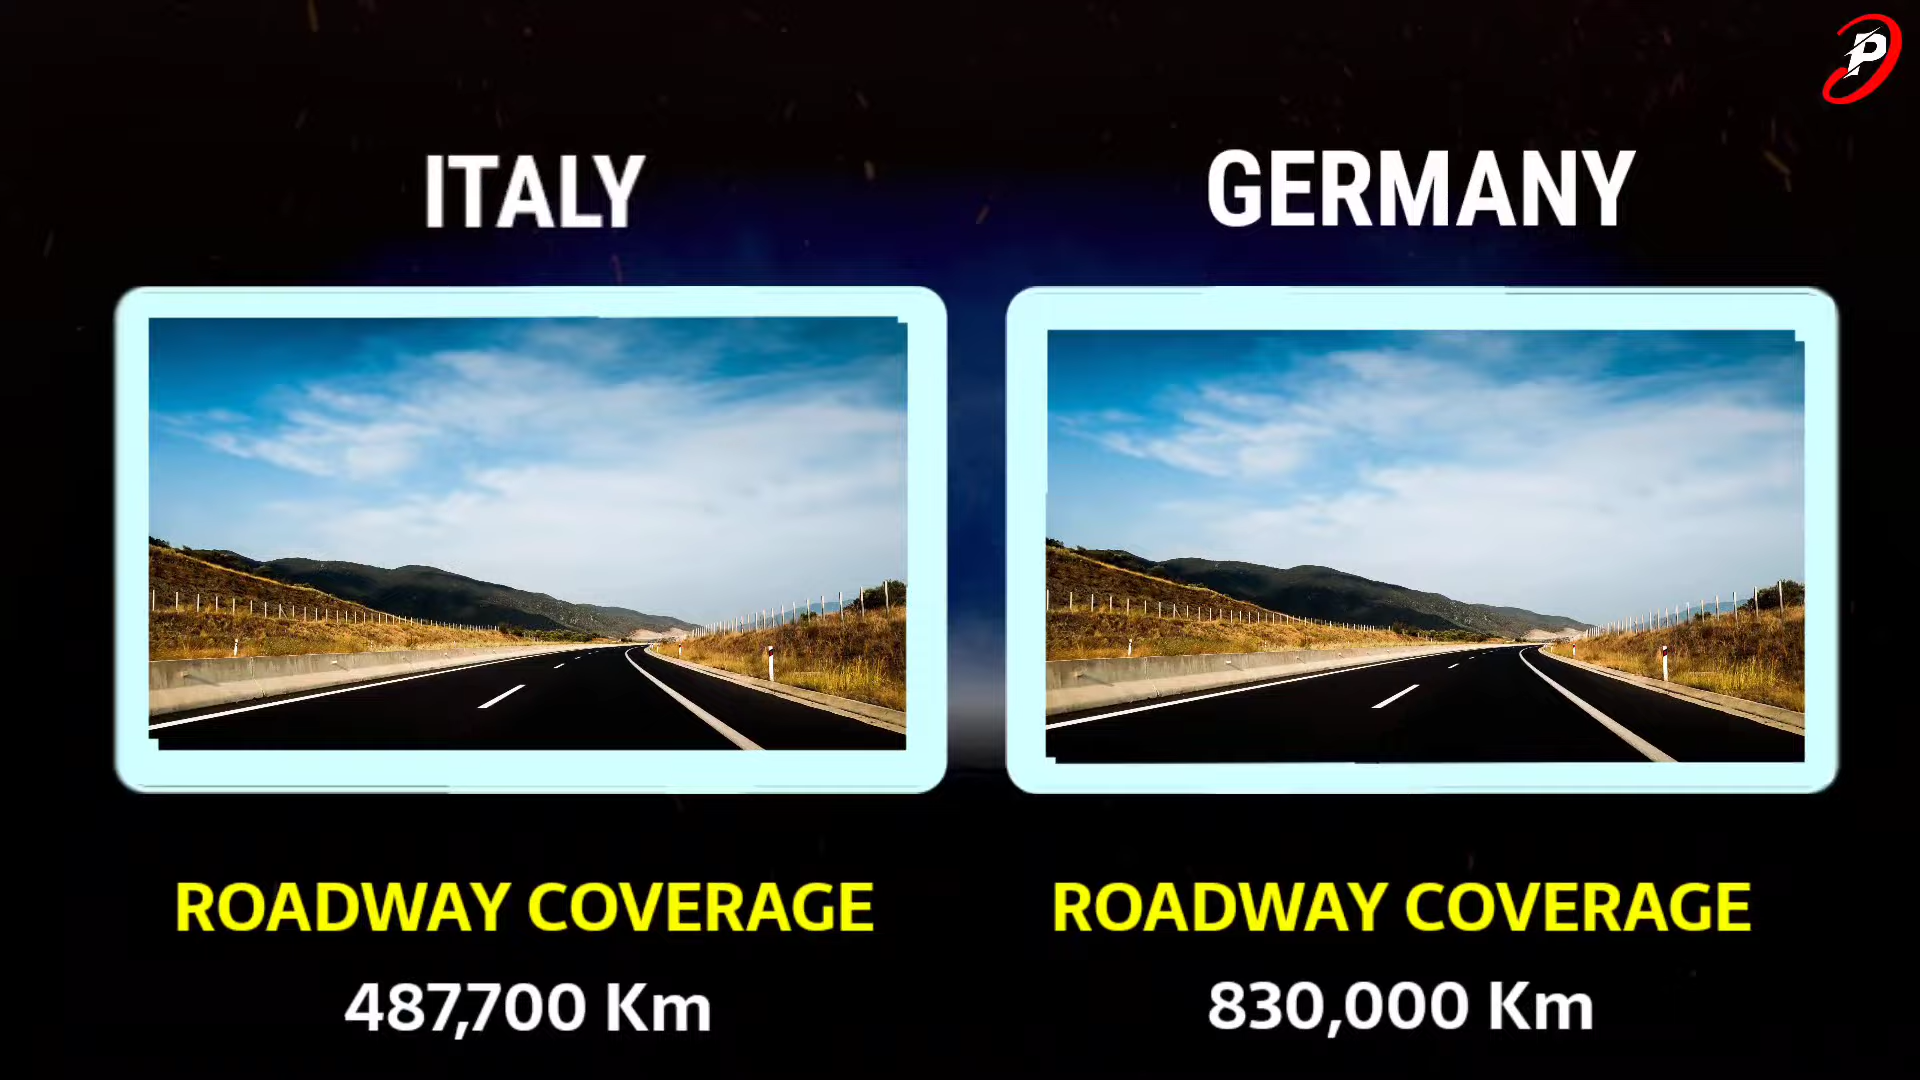 P
ITALY
GERMANY
ROADWAY COVERAGE
487,700 Km
ROADWAY COVERAGE
830,000 Km